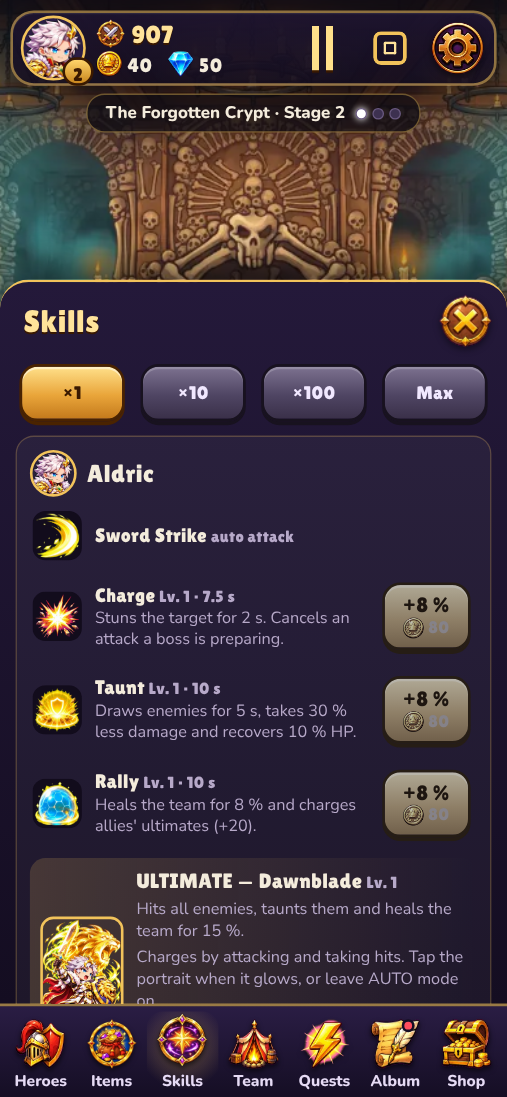 907
40 50
2
The Forgotten Crypt · Stage 2
Skills
×1 ×10 ×100 Max
Aldric
Sword Strike auto attack
Charge Lv. 1 · 7.5 s
Stuns the target for 2 s. Cancels an
attack a boss is preparing.
+8 %
80
Taunt Lv. 1 · 10 s
Draws enemies for 5 s, takes 30 %
less damage and recovers 10 % HP.
+8 %
80
Rally Lv. 1 · 10 s
Heals the team for 8 % and charges
allies' ultimates (+20).
+8 %
80
ULTIMATE — Dawnblade Lv. 1
Hits all enemies, taunts them and heals the
team for 15 %.
Charges by attacking and taking hits. Tap the
portrait when it glows, or leave AUTO mode
on.
Heroes Items Skills Team Quests Album Shop